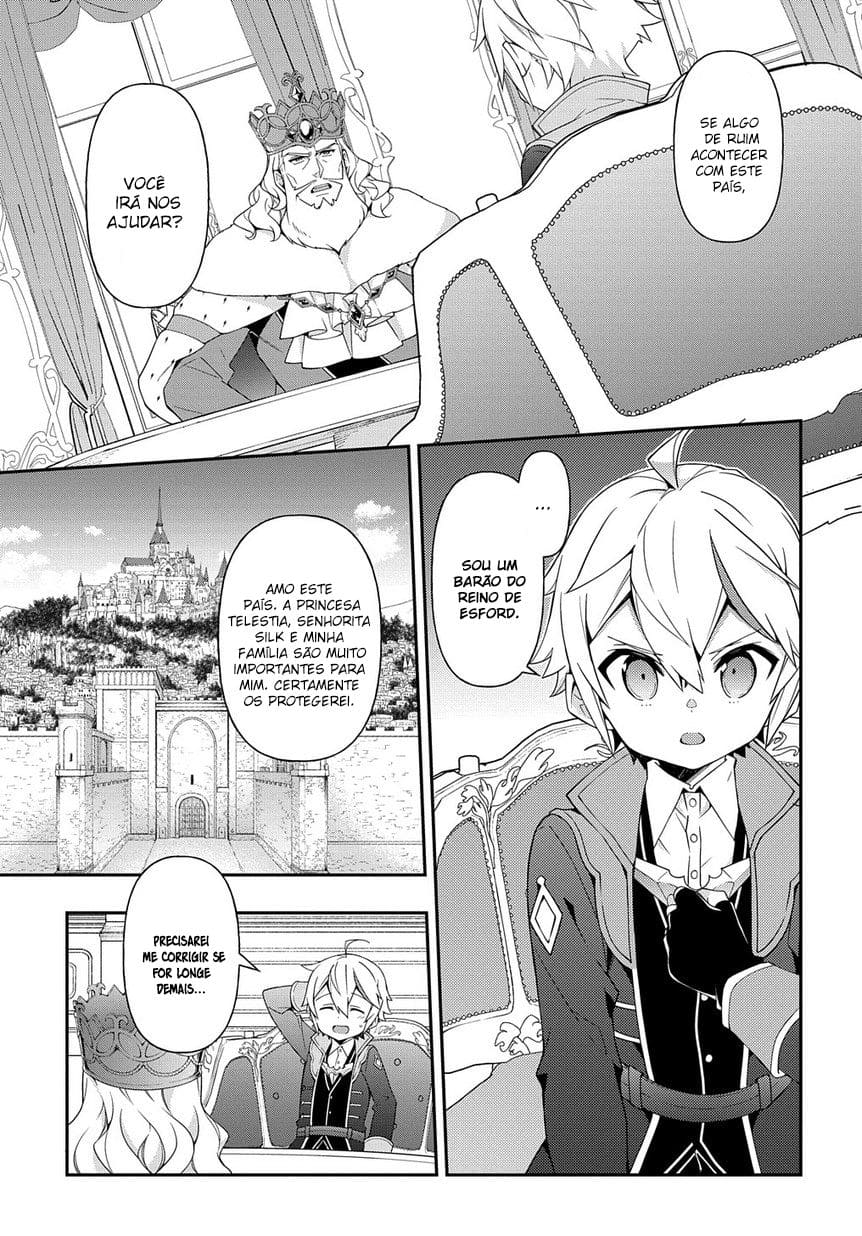 SE ALGO
DE RUIM
ACONTECER
COM ESTE
PAÍS,
VOCÊ
IRÁ NOS
AJUDAR?
...
SOU UM
BARÃO DO
REINO DE
ESFORD.
AMO ESTE
PAÍS. A PRINCESA
TELESTIA, SENHORITA
SILK E MINHA
FAMÍLIA SÃO MUITO
IMPORTANTES PARA
MIM. CERTAMENTE
OS PROTEGEREI.
PRECISAREI
ME CORRIGIR SE
FOR LONGE
DEMAIS...